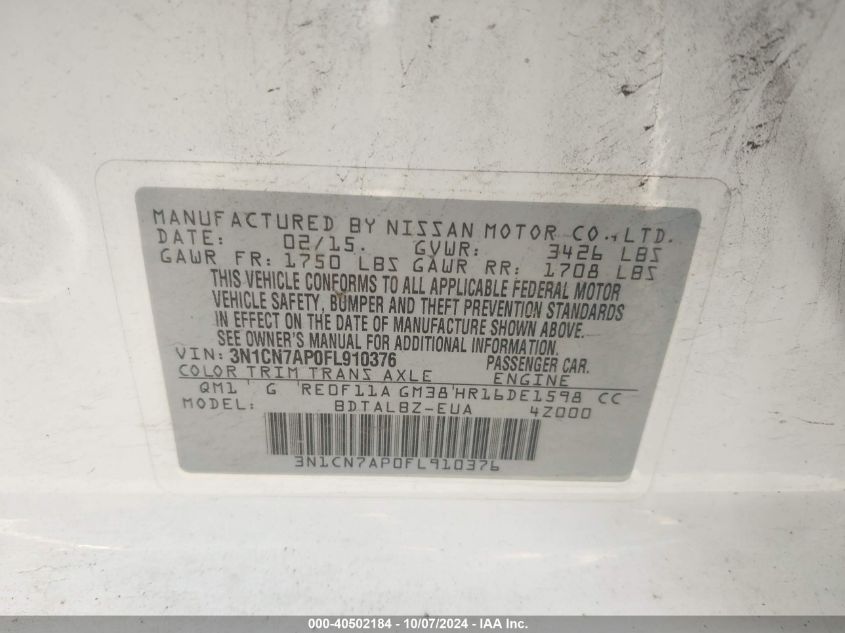 MANUFACTURED BY NISSAN MOTOR CO., LTD.
DATE: 02/15. GVWR: 3426 LBS
GAWR FR: 1750 LBS GAWR RR: 1708 LBS
THIS VEHICLE CONFORMS TO ALL APPLICABLE FEDERAL MOTOR
VEHICLE SAFETY, BUMPER AND THEFT PREVENTION STANDARDS
IN EFFECT ON THE DATE OF MANUFACTURE SHOWN ABOVE.
SEE OWNER'S MANUAL FOR ADDITIONAL INFORMATION.
VIN: 3N1CN7AP0FL910376 PASSENGER CAR.
COLOR TRIM TRANS AXLE ENGINE
QM1 ' G 'RE0F11A GM38'HR16DE1598 CC
MODEL: BDTALBZ-EUA 4Z000
3N1CN7AP0FL910376
000-40502184 - 10/07/2024 - IAA Inc.